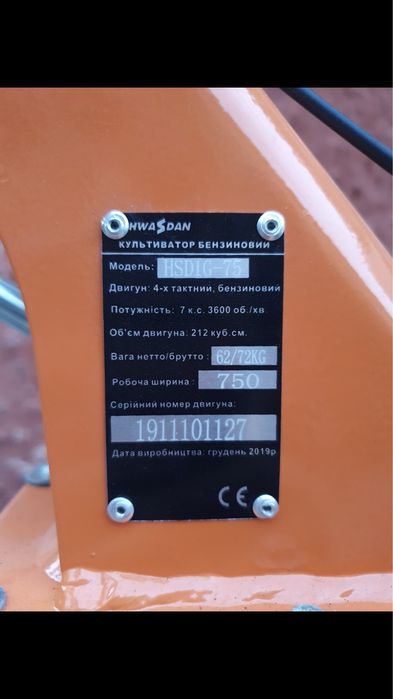 HWASDAN
КУЛЬТИВАТОР БЕНЗИНОВИЙ
Модель: HSD1G-75
Двигун: 4-х тактний, бензиновий
Потужність: 7 к.с. 3600 об./хв.
Об'єм двигуна: 212 куб.см.
Вага нетто/брутто: 62/72KG
Робоча ширина: 750
Серійний номер двигуна:
1911101127
Дата виробництва: грудень 2019р.
CE